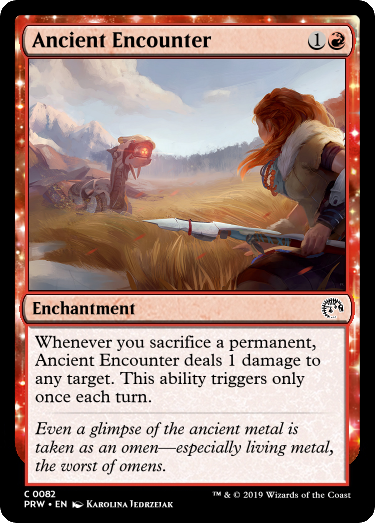 Ancient Encounter 1
Enchantment
Whenever you sacrifice a permanent,
Ancient Encounter deals 1 damage to
any target. This ability triggers only
once each turn.
Even a glimpse of the ancient metal is
taken as an omen—especially living metal,
the worst of omens.
C 0082 ™ & © 2019 Wizards of the Coast
PRW • EN Karolina Jedrzejak